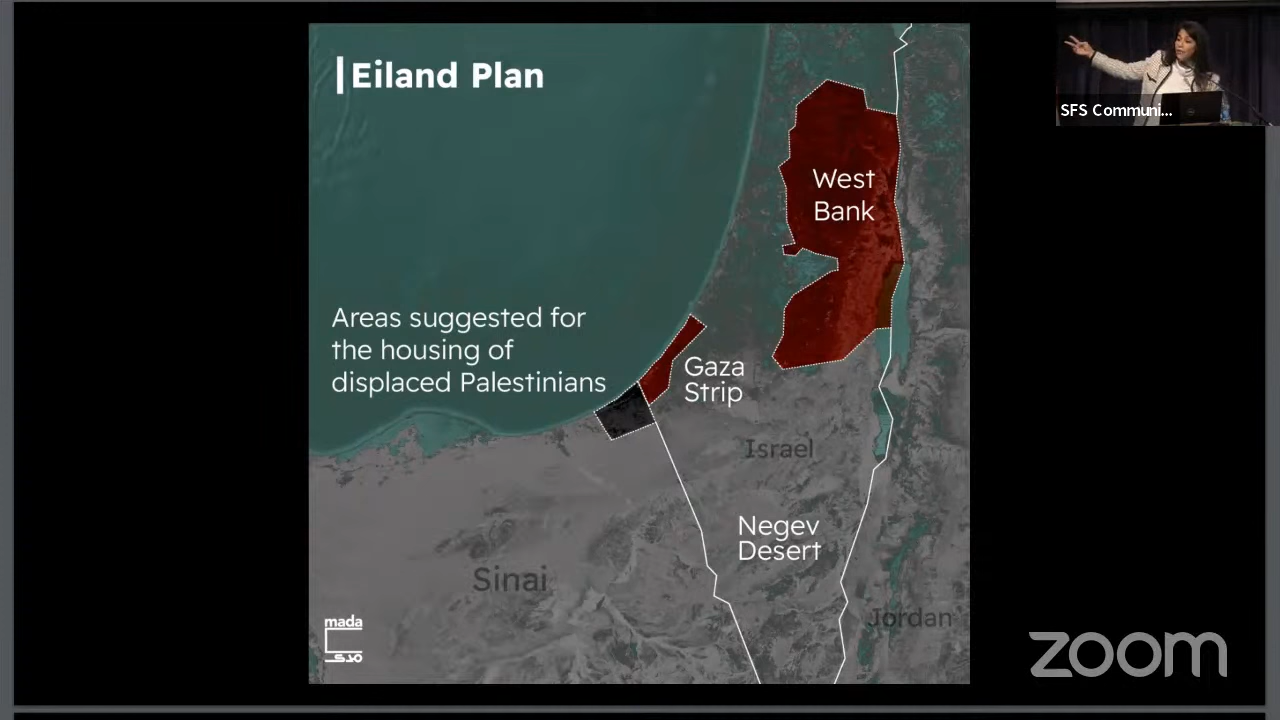 Eiland Plan
SFS Communi...
West
Bank
Areas suggested for
the housing of
displaced Palestinians
Gaza
Strip
Israel
Negev
Desert
Sinai
Jordan
mada
مدى
zoom